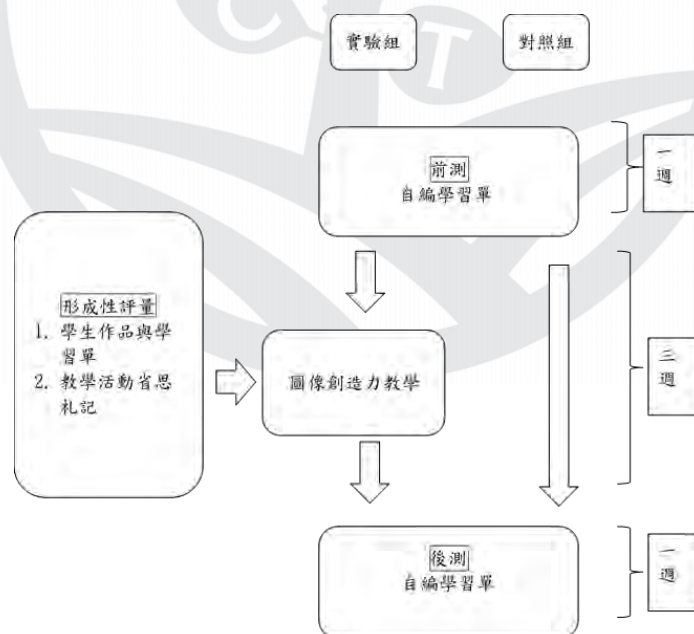 C
T
實驗組
對照組
前測
自編學習單
一
週
形成性評量
1. 學生作品與學
習單
2. 教學活動省思
札記
圖像創造力教學
三
週
後測
自編學習單
一
週